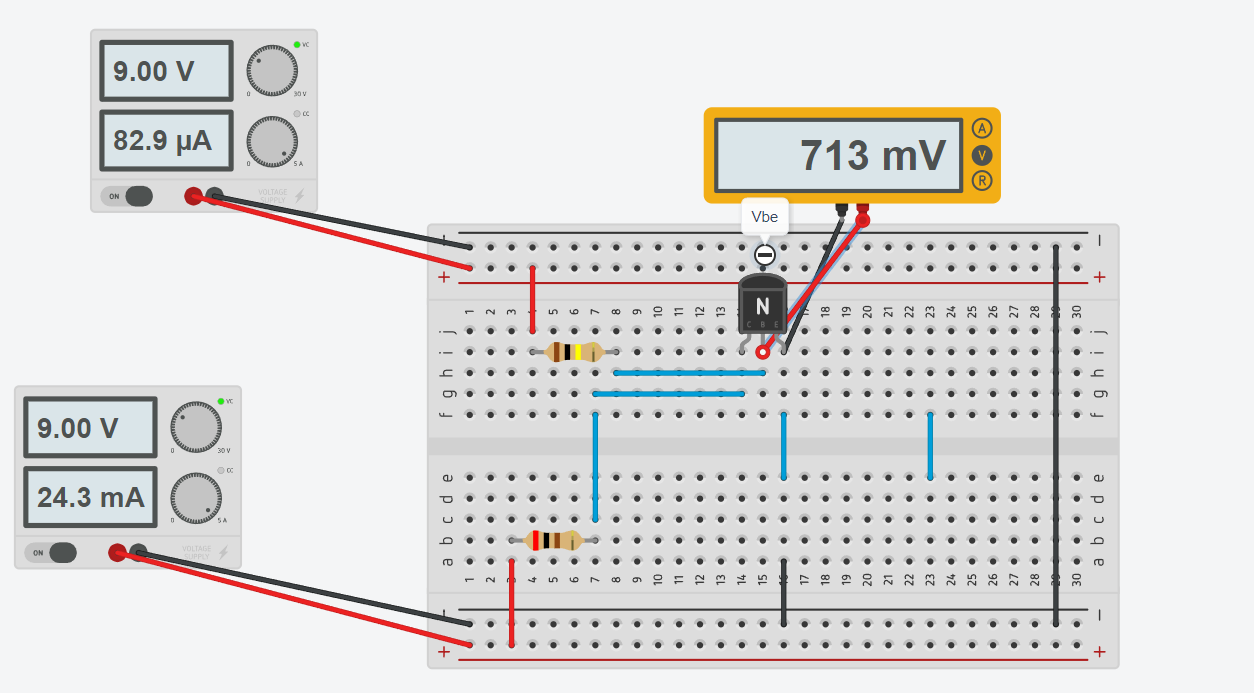 9.00 V
VC
0
30 V
82.9 µA
CC
0
5 A
ON
VOLTAGE
SUPPLY
713 mV
A
V
R
Vbe
N
C B E
9.00 V
VC
0
30 V
24.3 mA
CC
0
5 A
ON
VOLTAGE
SUPPLY
− −
+ +
1 2 3 4 5 6 7 8 9 10 11 12 13 17 18 19 20 21 22 23 24 25 26 27 28 29 30
j j
i i
h h
g g
f f
e e
d d
c c
b b
a a
1 2 3 4 5 6 7 8 9 10 11 12 13 14 15 16 17 18 19 20 21 22 23 24 25 26 27 28 29 30
− −
+ +